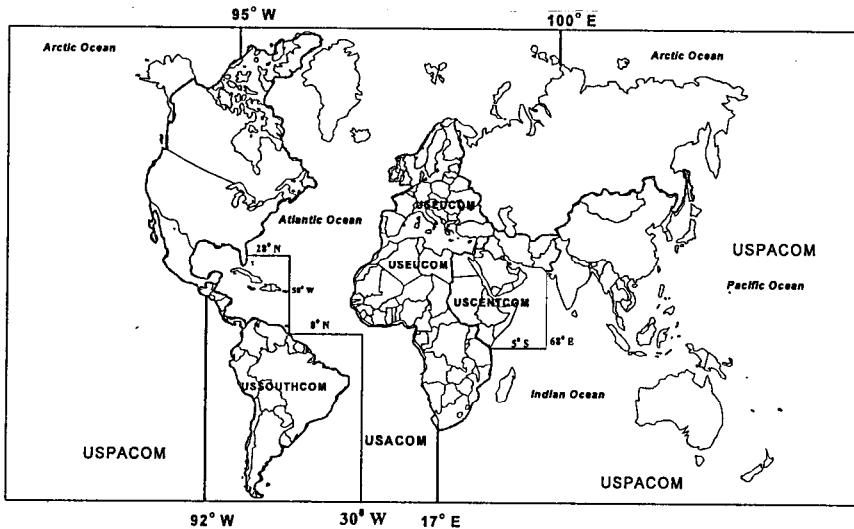 95° W
100° E
Arctic Ocean
Arctic Ocean
USEUCOM
Atlantic Ocean
28° N
USPACOM
USEUCOM
Pacific Ocean
58° W
USCENTCOM
8° N
5° S
68° E
USSOUTHCOM
Indian Ocean
USACOM
USPACOM
USPACOM
92° W
30° W
17° E